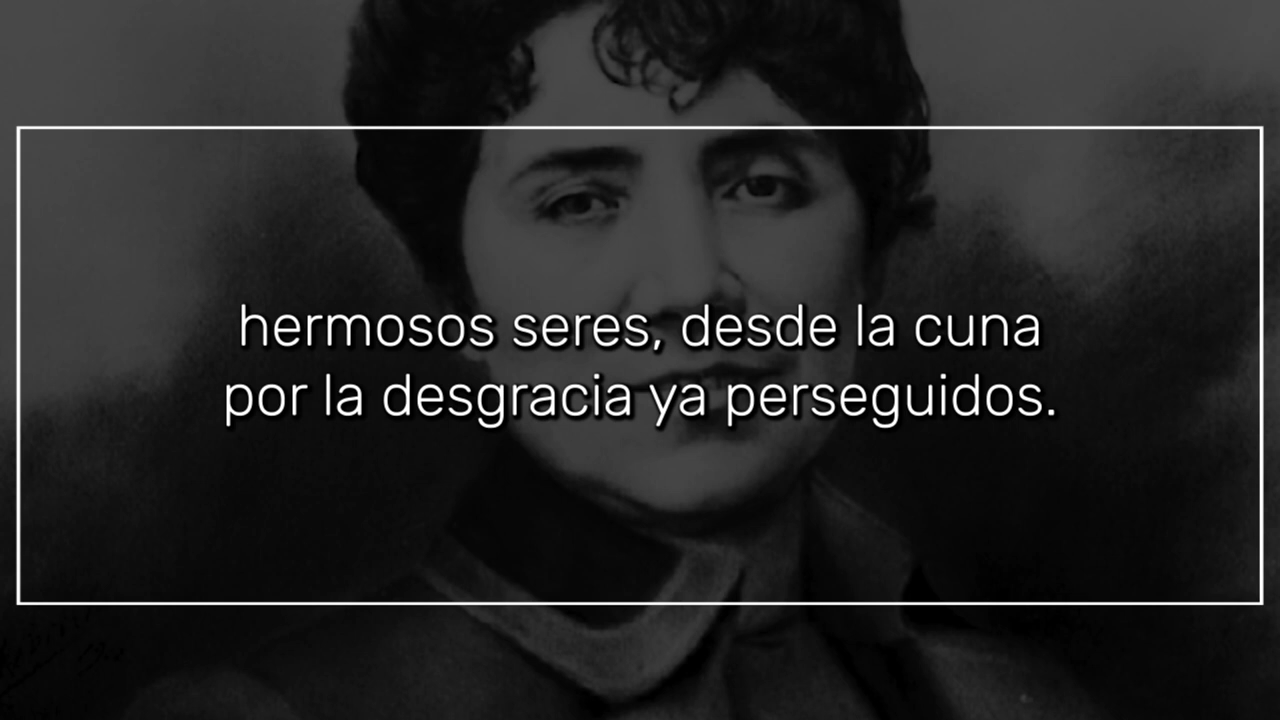 hermosos seres, desde la cuna
por la desgracia ya perseguidos.